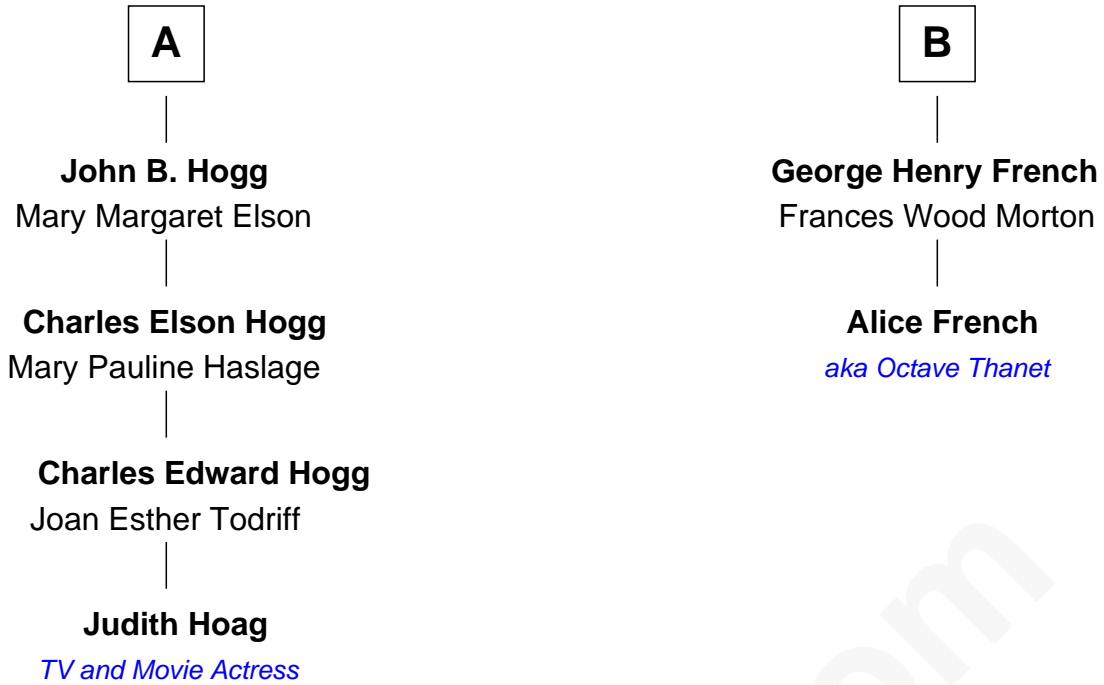 A
John B. Hogg
Mary Margaret Elson
Charles Elson Hogg
Mary Pauline Haslage
Charles Edward Hogg
Joan Esther Todriff
Judith Hoag
TV and Movie Actress
B
George Henry French
Frances Wood Morton
Alice French
aka Octave Thanet
om